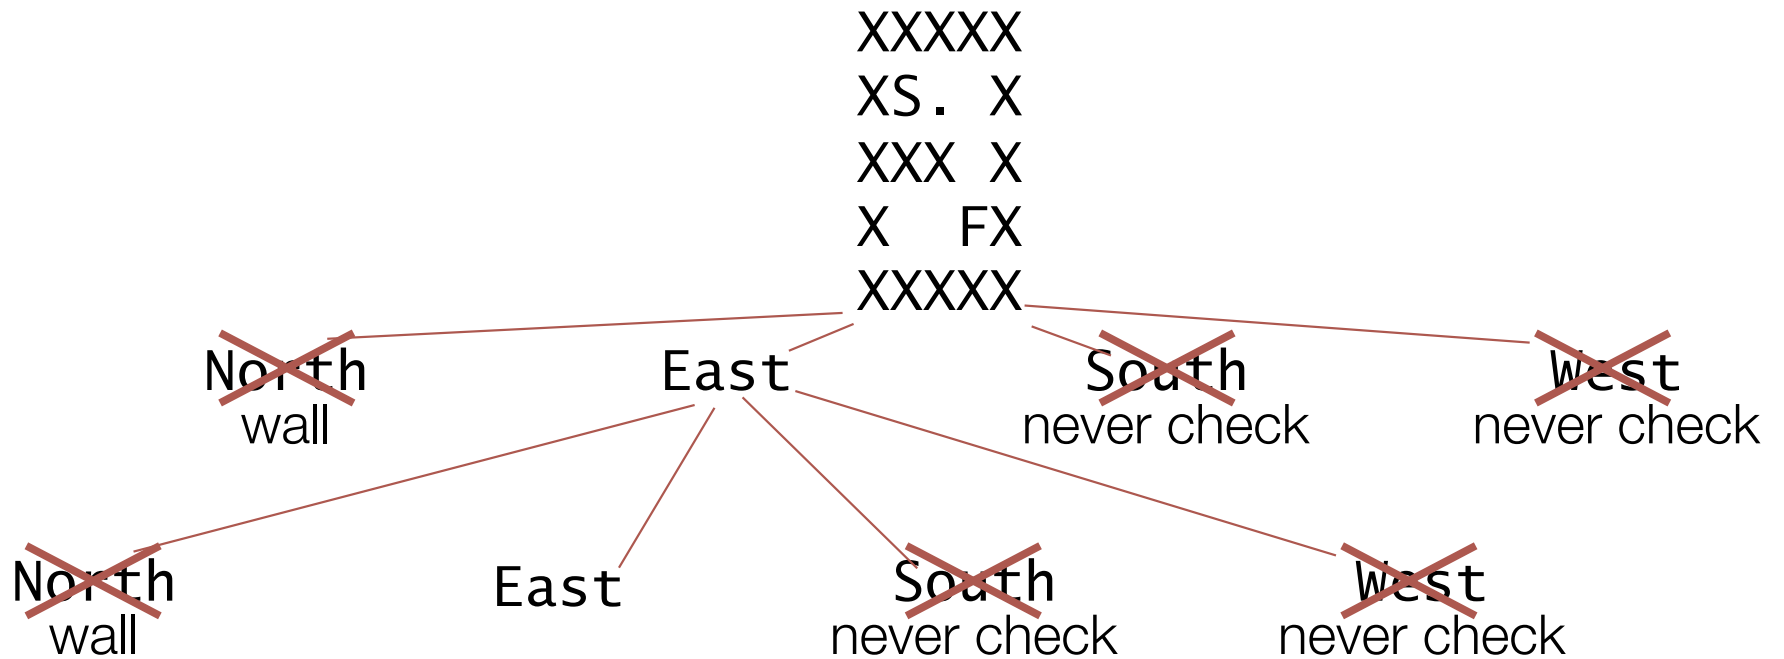 XXXXX
XS. X
XXX X
X  FX
XXXXX
North East South West
wall never check never check
North East South West
wall never check never check